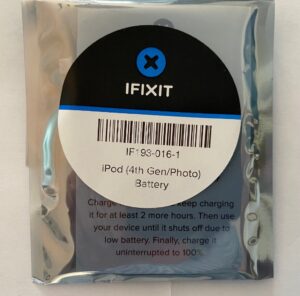 IFIXIT
IF193-016-1
iPod (4th Gen/Photo)
Battery
Charge
keep charging
it for at least 2 more hours. Then use
your device until it shuts off due to
low battery. Finally, charge it
uninterrupted to 100%.